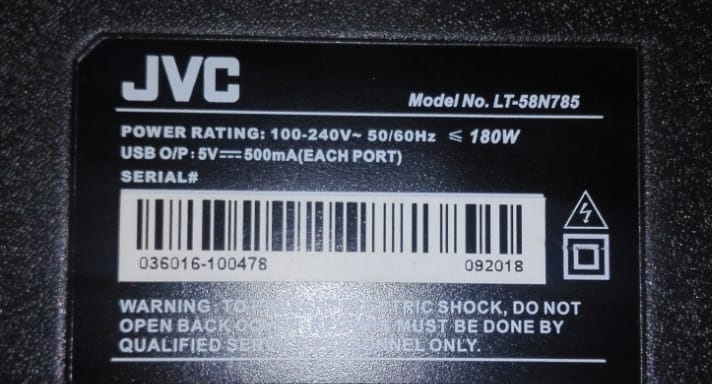 JVC
Model No. LT-58N785
POWER RATING: 100-240V~ 50/60Hz ≤ 180W
USB O/P: 5V⎓500mA(EACH PORT)
SERIAL#
036016-100478 092018
WARNING: TO ELECTRIC SHOCK, DO NOT
OPEN BACK MUST BE DONE BY
QUALIFIED ONLY.